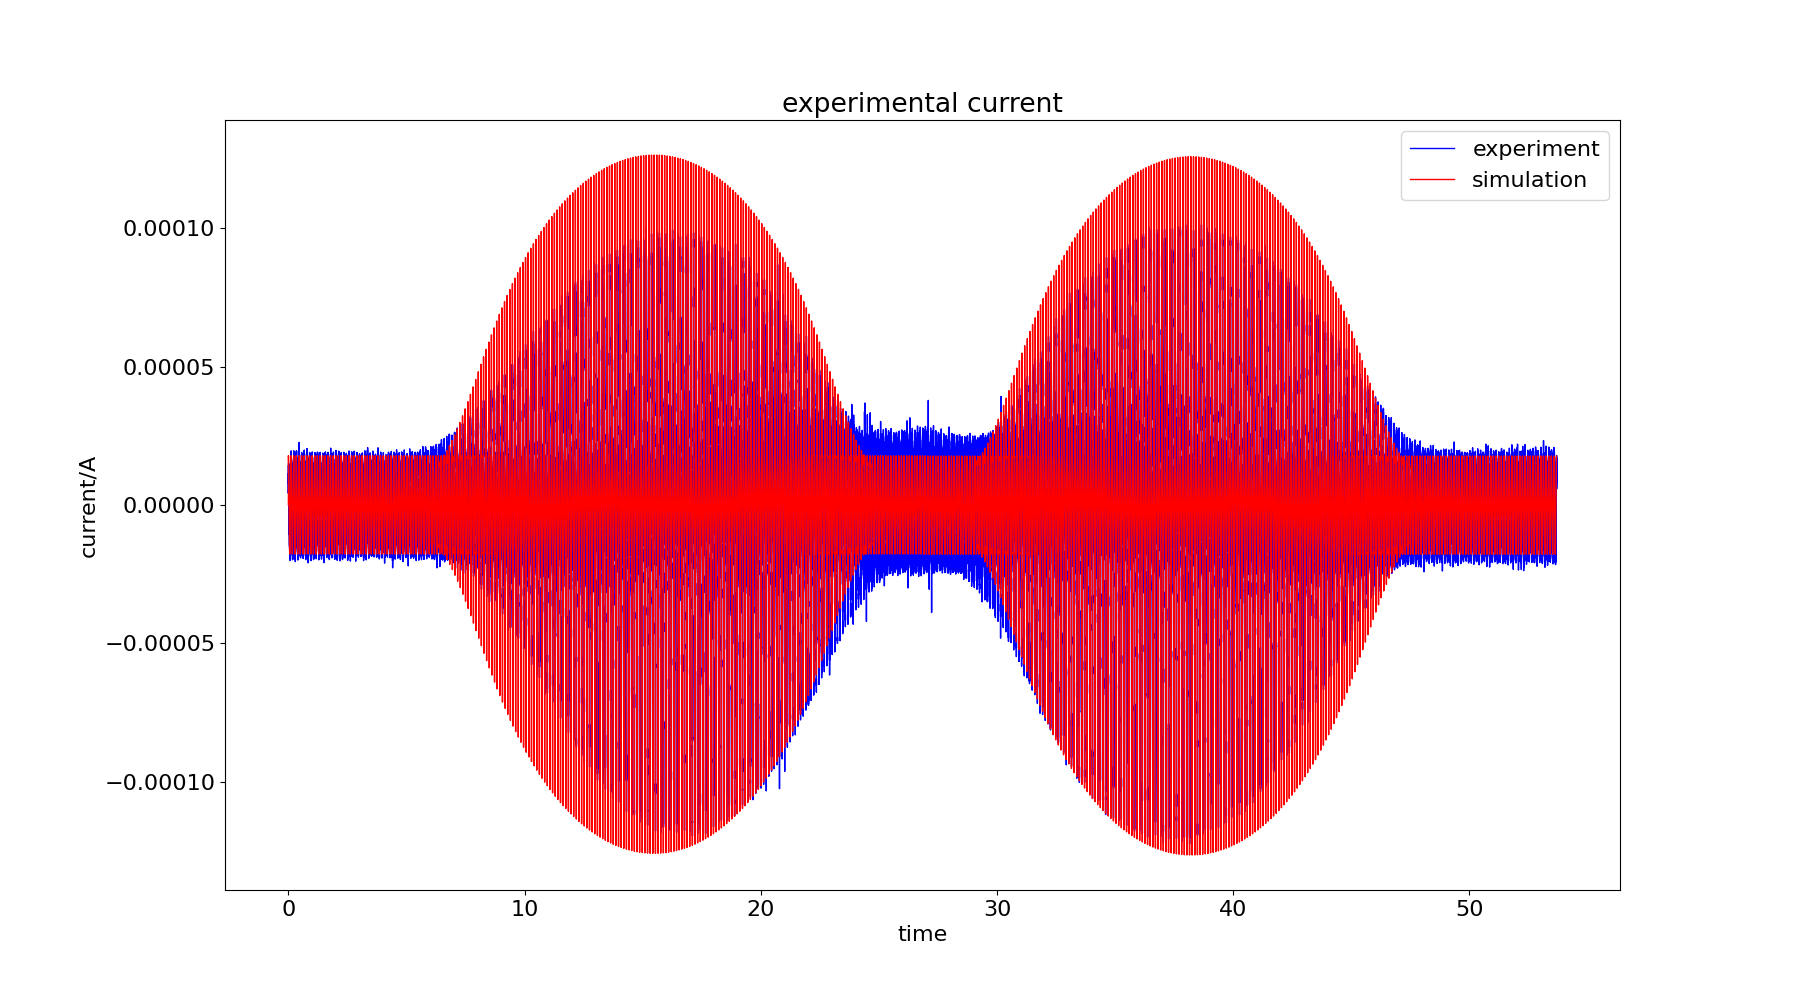 experimental current
experiment
simulation
0.00010
0.00005
0.00000
−0.00005
−0.00010
current/A
0 10 20 30 40 50
time